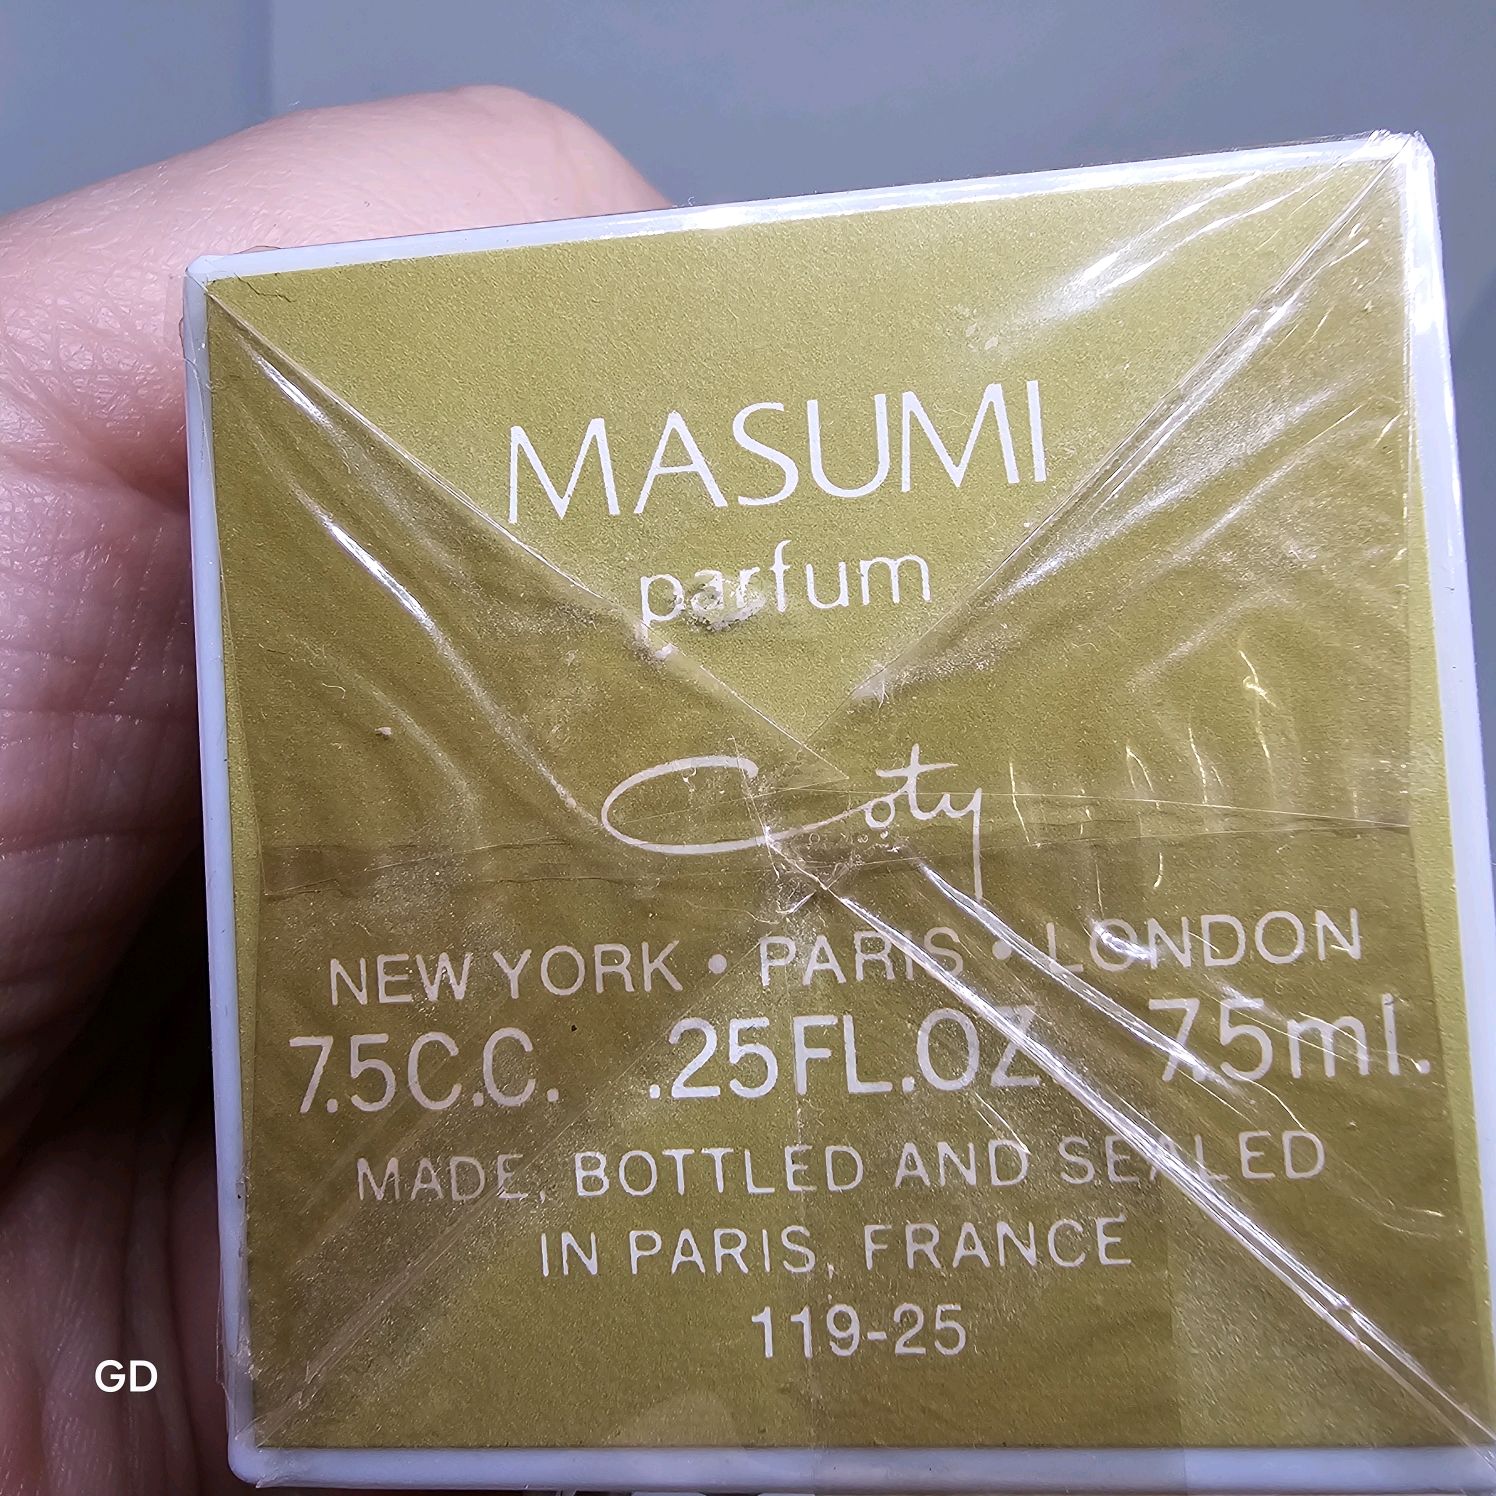 MASUMI
parfum
Coty
NEW YORK • PARIS • LONDON
7.5C.C. .25FL.OZ. 7.5ml.
MADE, BOTTLED AND SEALED
IN PARIS, FRANCE
119-25
GD